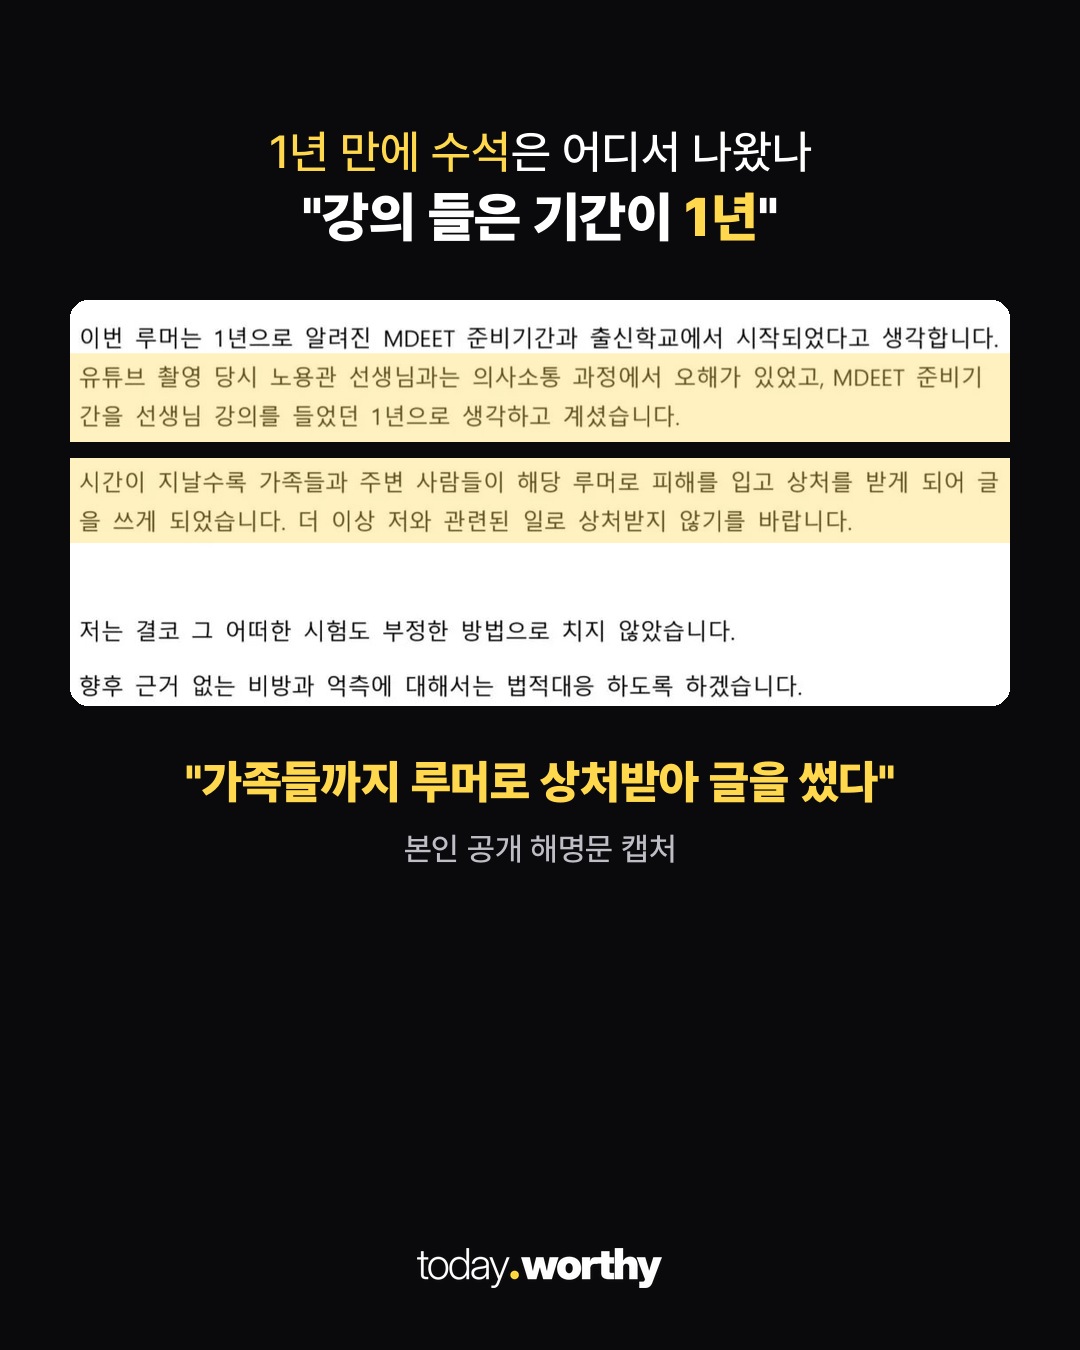 1년 만에 수석은 어디서 나왔나
"강의 들은 기간이 1년"
이번 루머는 1년으로 알려진 MDEET 준비기간과 출신학교에서 시작되었다고 생각합니다.
유튜브 촬영 당시 노용관 선생님과는 의사소통 과정에서 오해가 있었고, MDEET 준비기
간을 선생님 강의를 들었던 1년으로 생각하고 계셨습니다.
시간이 지날수록 가족들과 주변 사람들이 해당 루머로 피해를 입고 상처를 받게 되어 글
을 쓰게 되었습니다. 더 이상 저와 관련된 일로 상처받지 않기를 바랍니다.
저는 결코 그 어떠한 시험도 부정한 방법으로 치지 않았습니다.
향후 근거 없는 비방과 억측에 대해서는 법적대응 하도록 하겠습니다.
"가족들까지 루머로 상처받아 글을 썼다"
본인 공개 해명문 캡처
today.worthy